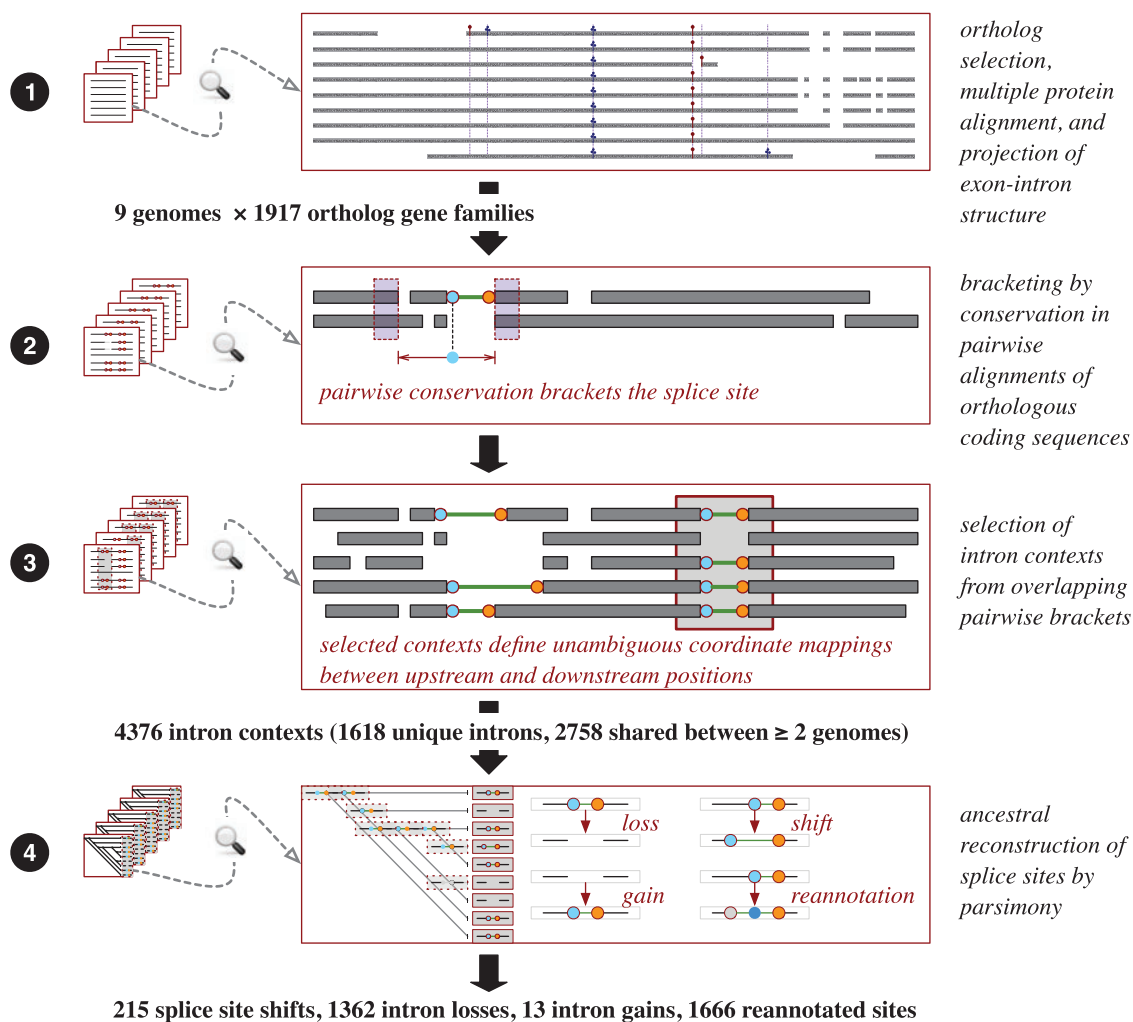 1
ortholog
selection,
multiple protein
alignment, and
projection of
exon-intron
structure
9 genomes × 1917 ortholog gene families
2
pairwise conservation brackets the splice site
bracketing by
conservation in
pairwise
alignments of
orthologous
coding sequences
3
selected contexts define unambiguous coordinate mappings
between upstream and downstream positions
selection of
intron contexts
from overlapping
pairwise brackets
4376 intron contexts (1618 unique introns, 2758 shared between ≥ 2 genomes)
4
loss
shift
gain
reannotation
ancestral
reconstruction of
splice sites by
parsimony
215 splice site shifts, 1362 intron losses, 13 intron gains, 1666 reannotated sites